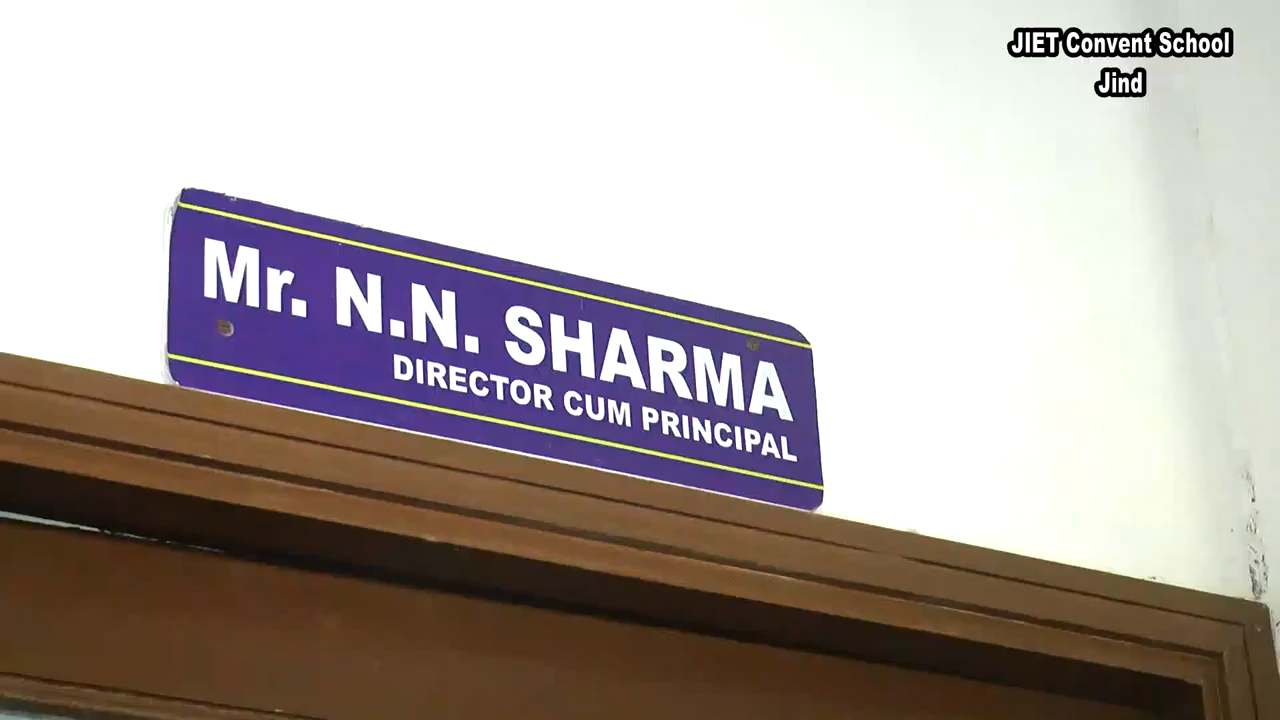 JIET Convent School
Jind
Mr. N.N. SHARMA
DIRECTOR CUM PRINCIPAL